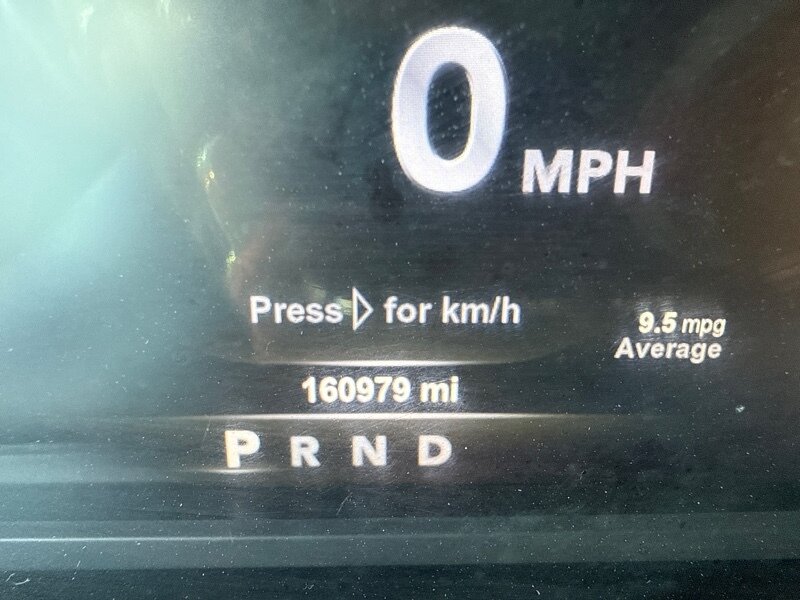 0 MPH
Press ▷ for km/h
9.5 mpg
Average
160979 mi
P R N D